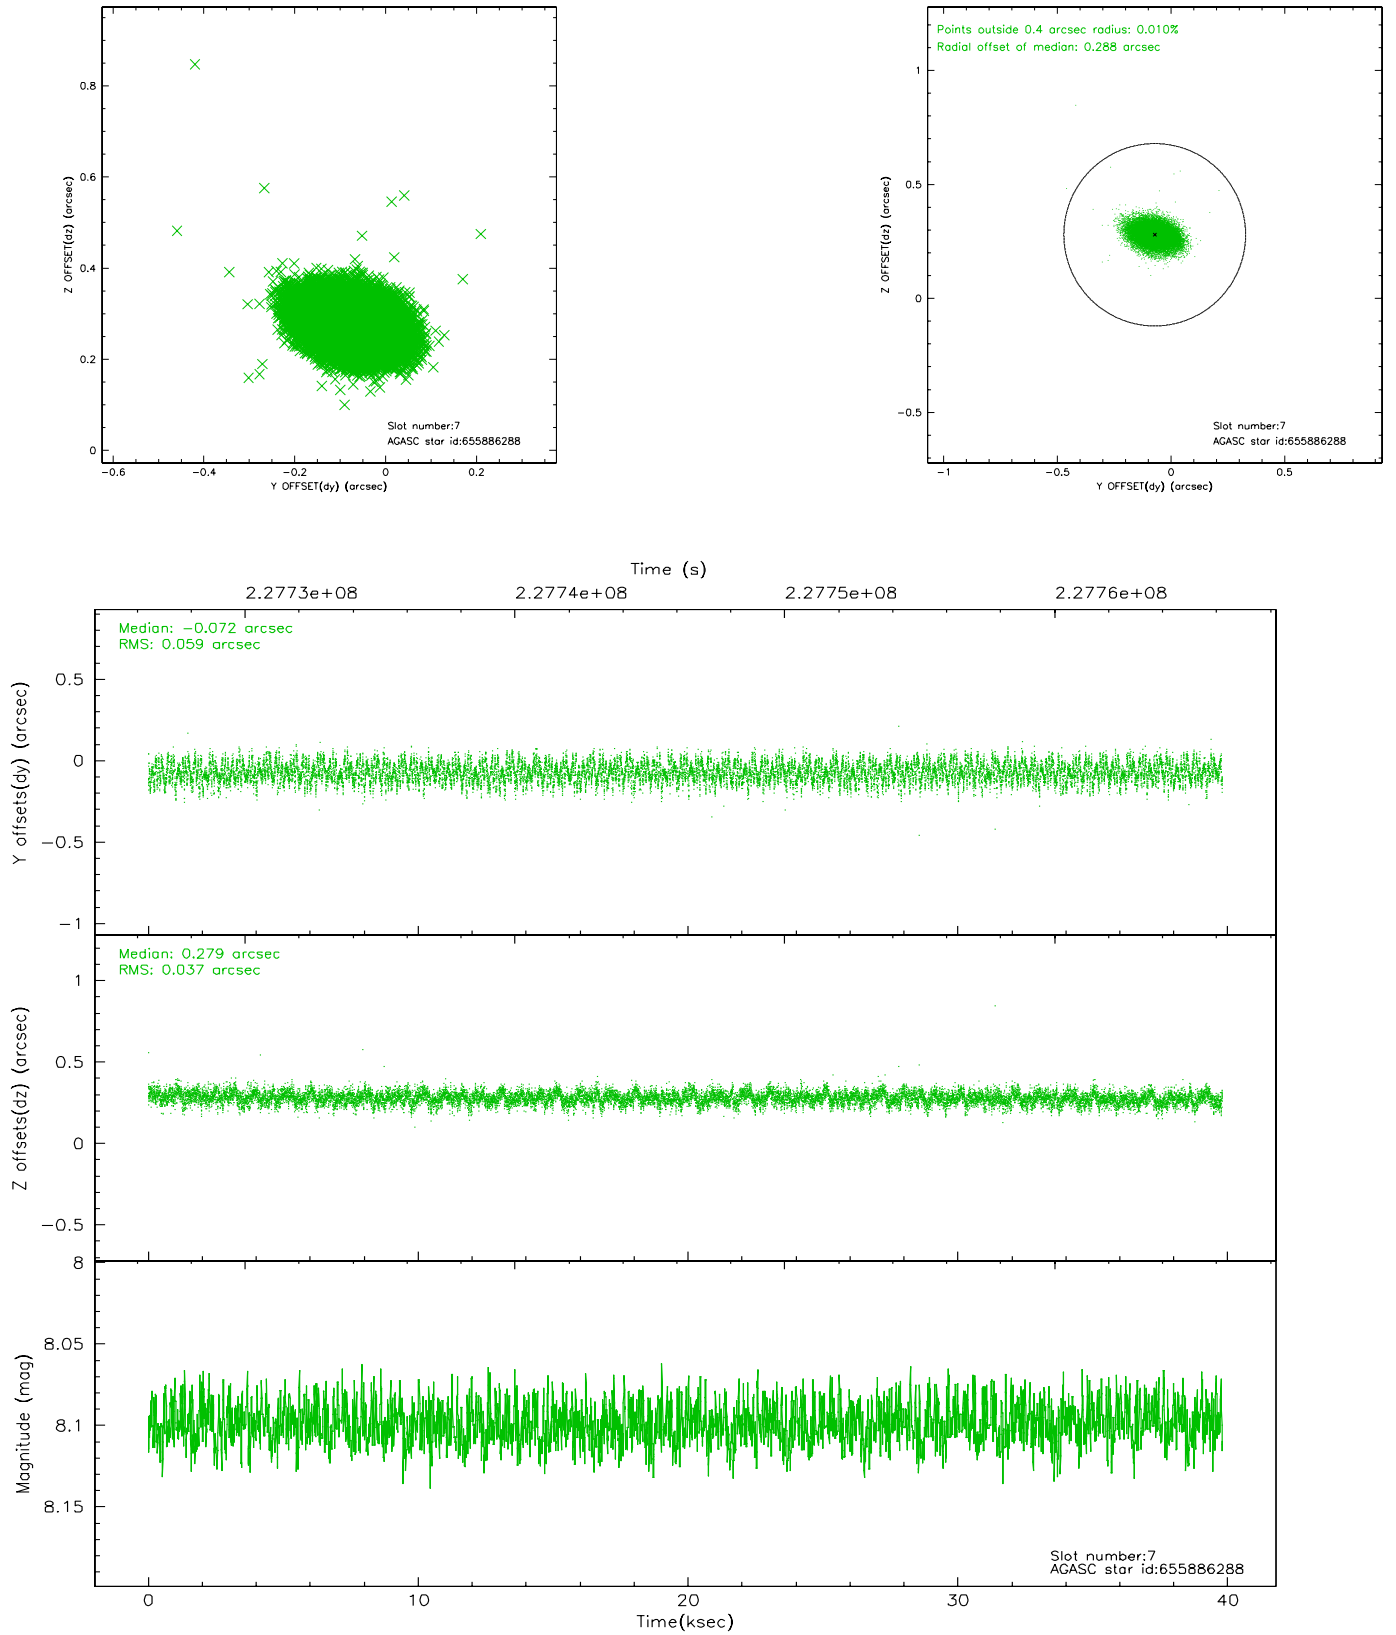 0.8
0.6
0.4
0.2
0
Z OFFSET(dz) (arcsec)
Slot number:7
AGASC star id:655886288
-0.6 -0.4 -0.2 0 0.2
Y OFFSET(dy) (arcsec)
Points outside 0.4 arcsec radius: 0.010%
Radial offset of median: 0.288 arcsec
1
0.5
0
-0.5
Z OFFSET(dz) (arcsec)
Slot number:7
AGASC star id:655886288
-1 -0.5 0 0.5
Y OFFSET(dy) (arcsec)
Time (s)
2.2773e+08 2.2774e+08 2.2775e+08 2.2776e+08
Median: -0.072 arcsec
RMS: 0.059 arcsec
0.5
0
-0.5
-1
Y offsets(dy) (arcsec)
Median: 0.279 arcsec
RMS: 0.037 arcsec
1
0.5
0
-0.5
Z offsets(dz) (arcsec)
8
8.05
8.1
8.15
Magnitude (mag)
Slot number:7
AGASC star id:655886288
0 10 20 30 40
Time(ksec)